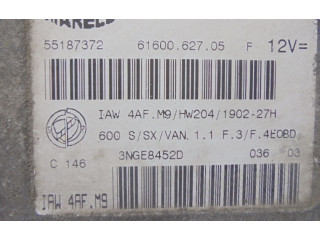 MARELLI
55187372 61600.627.05 F 12V=
IAW 4AF.M9/HW204/1902-27H
600 S/SX/VAN.1.1 F.3/F.4EOBD
C 146 3NGE8452D 036 03
IAW 4AF.M9